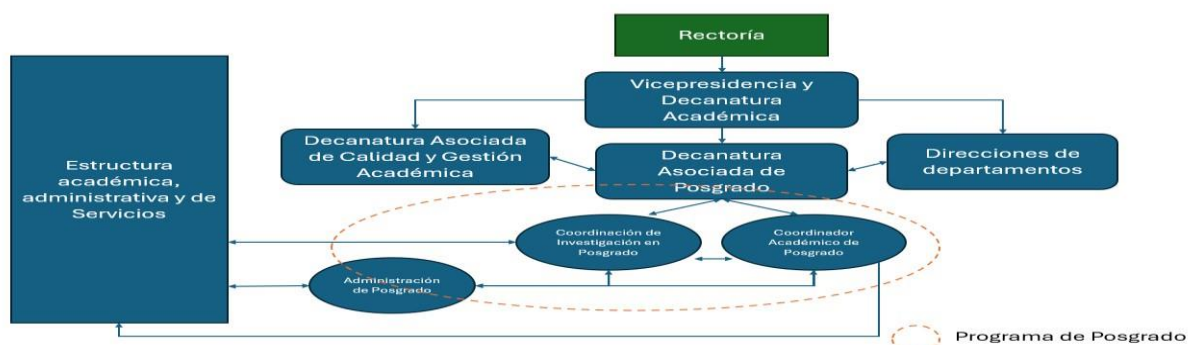 Rectoría
Vicepresidencia y
Decanatura
Académica
Decanatura Asociada
de Calidad y Gestión
Académica
Decanatura
Asociada de
Posgrado
Direcciones de
departamentos
Estructura
académica,
administrativa y de
Servicios
Coordinación de
Investigación en
Posgrado
Coordinador
Académico de
Posgrado
Administración
de Posgrado
Programa de Posgrado